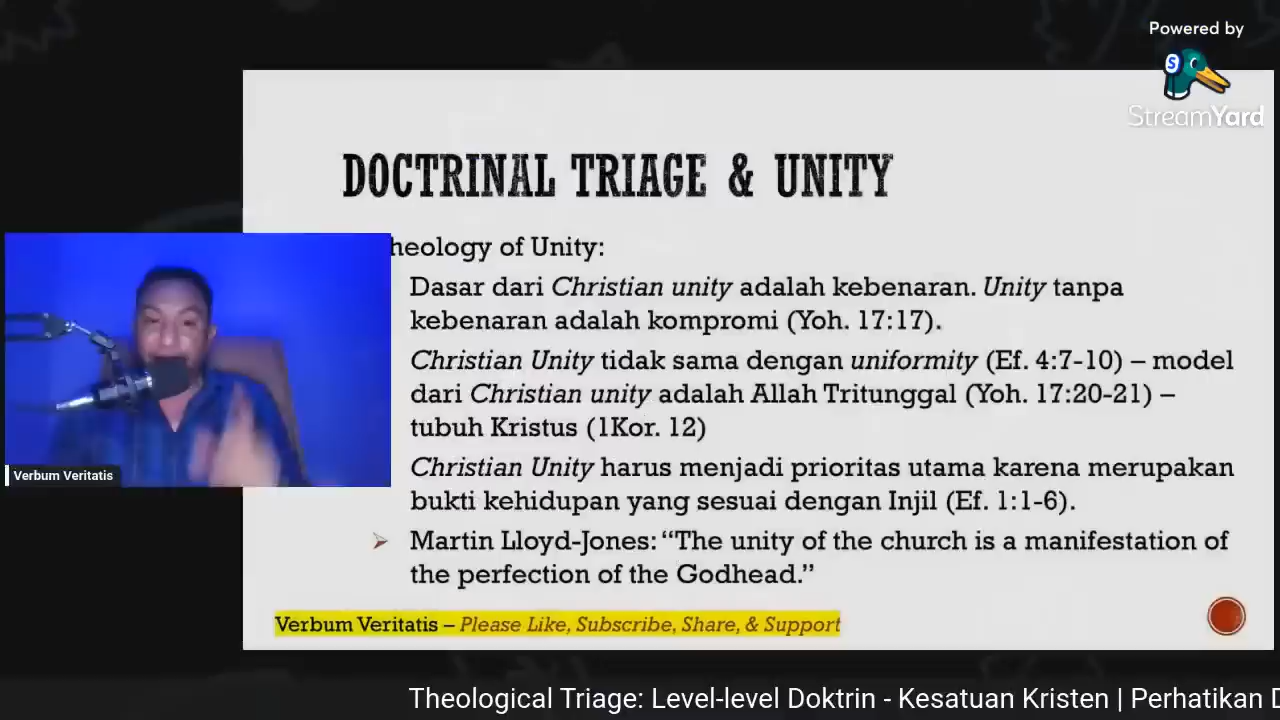 Powered by
StreamYard
DOCTRINAL TRIAGE & UNITY
heology of Unity:
Dasar dari Christian unity adalah kebenaran. Unity tanpa
kebenaran adalah kompromi (Yoh. 17:17).
Christian Unity tidak sama dengan uniformity (Ef. 4:7-10) – model
dari Christian unity adalah Allah Tritunggal (Yoh. 17:20-21) –
tubuh Kristus (1Kor. 12)
Christian Unity harus menjadi prioritas utama karena merupakan
bukti kehidupan yang sesuai dengan Injil (Ef. 1:1-6).
Martin Lloyd-Jones: “The unity of the church is a manifestation of
the perfection of the Godhead.”
Verbum Veritatis
Verbum Veritatis – Please Like, Subscribe, Share, & Support
Theological Triage: Level-level Doktrin - Kesatuan Kristen | Perhatikan D